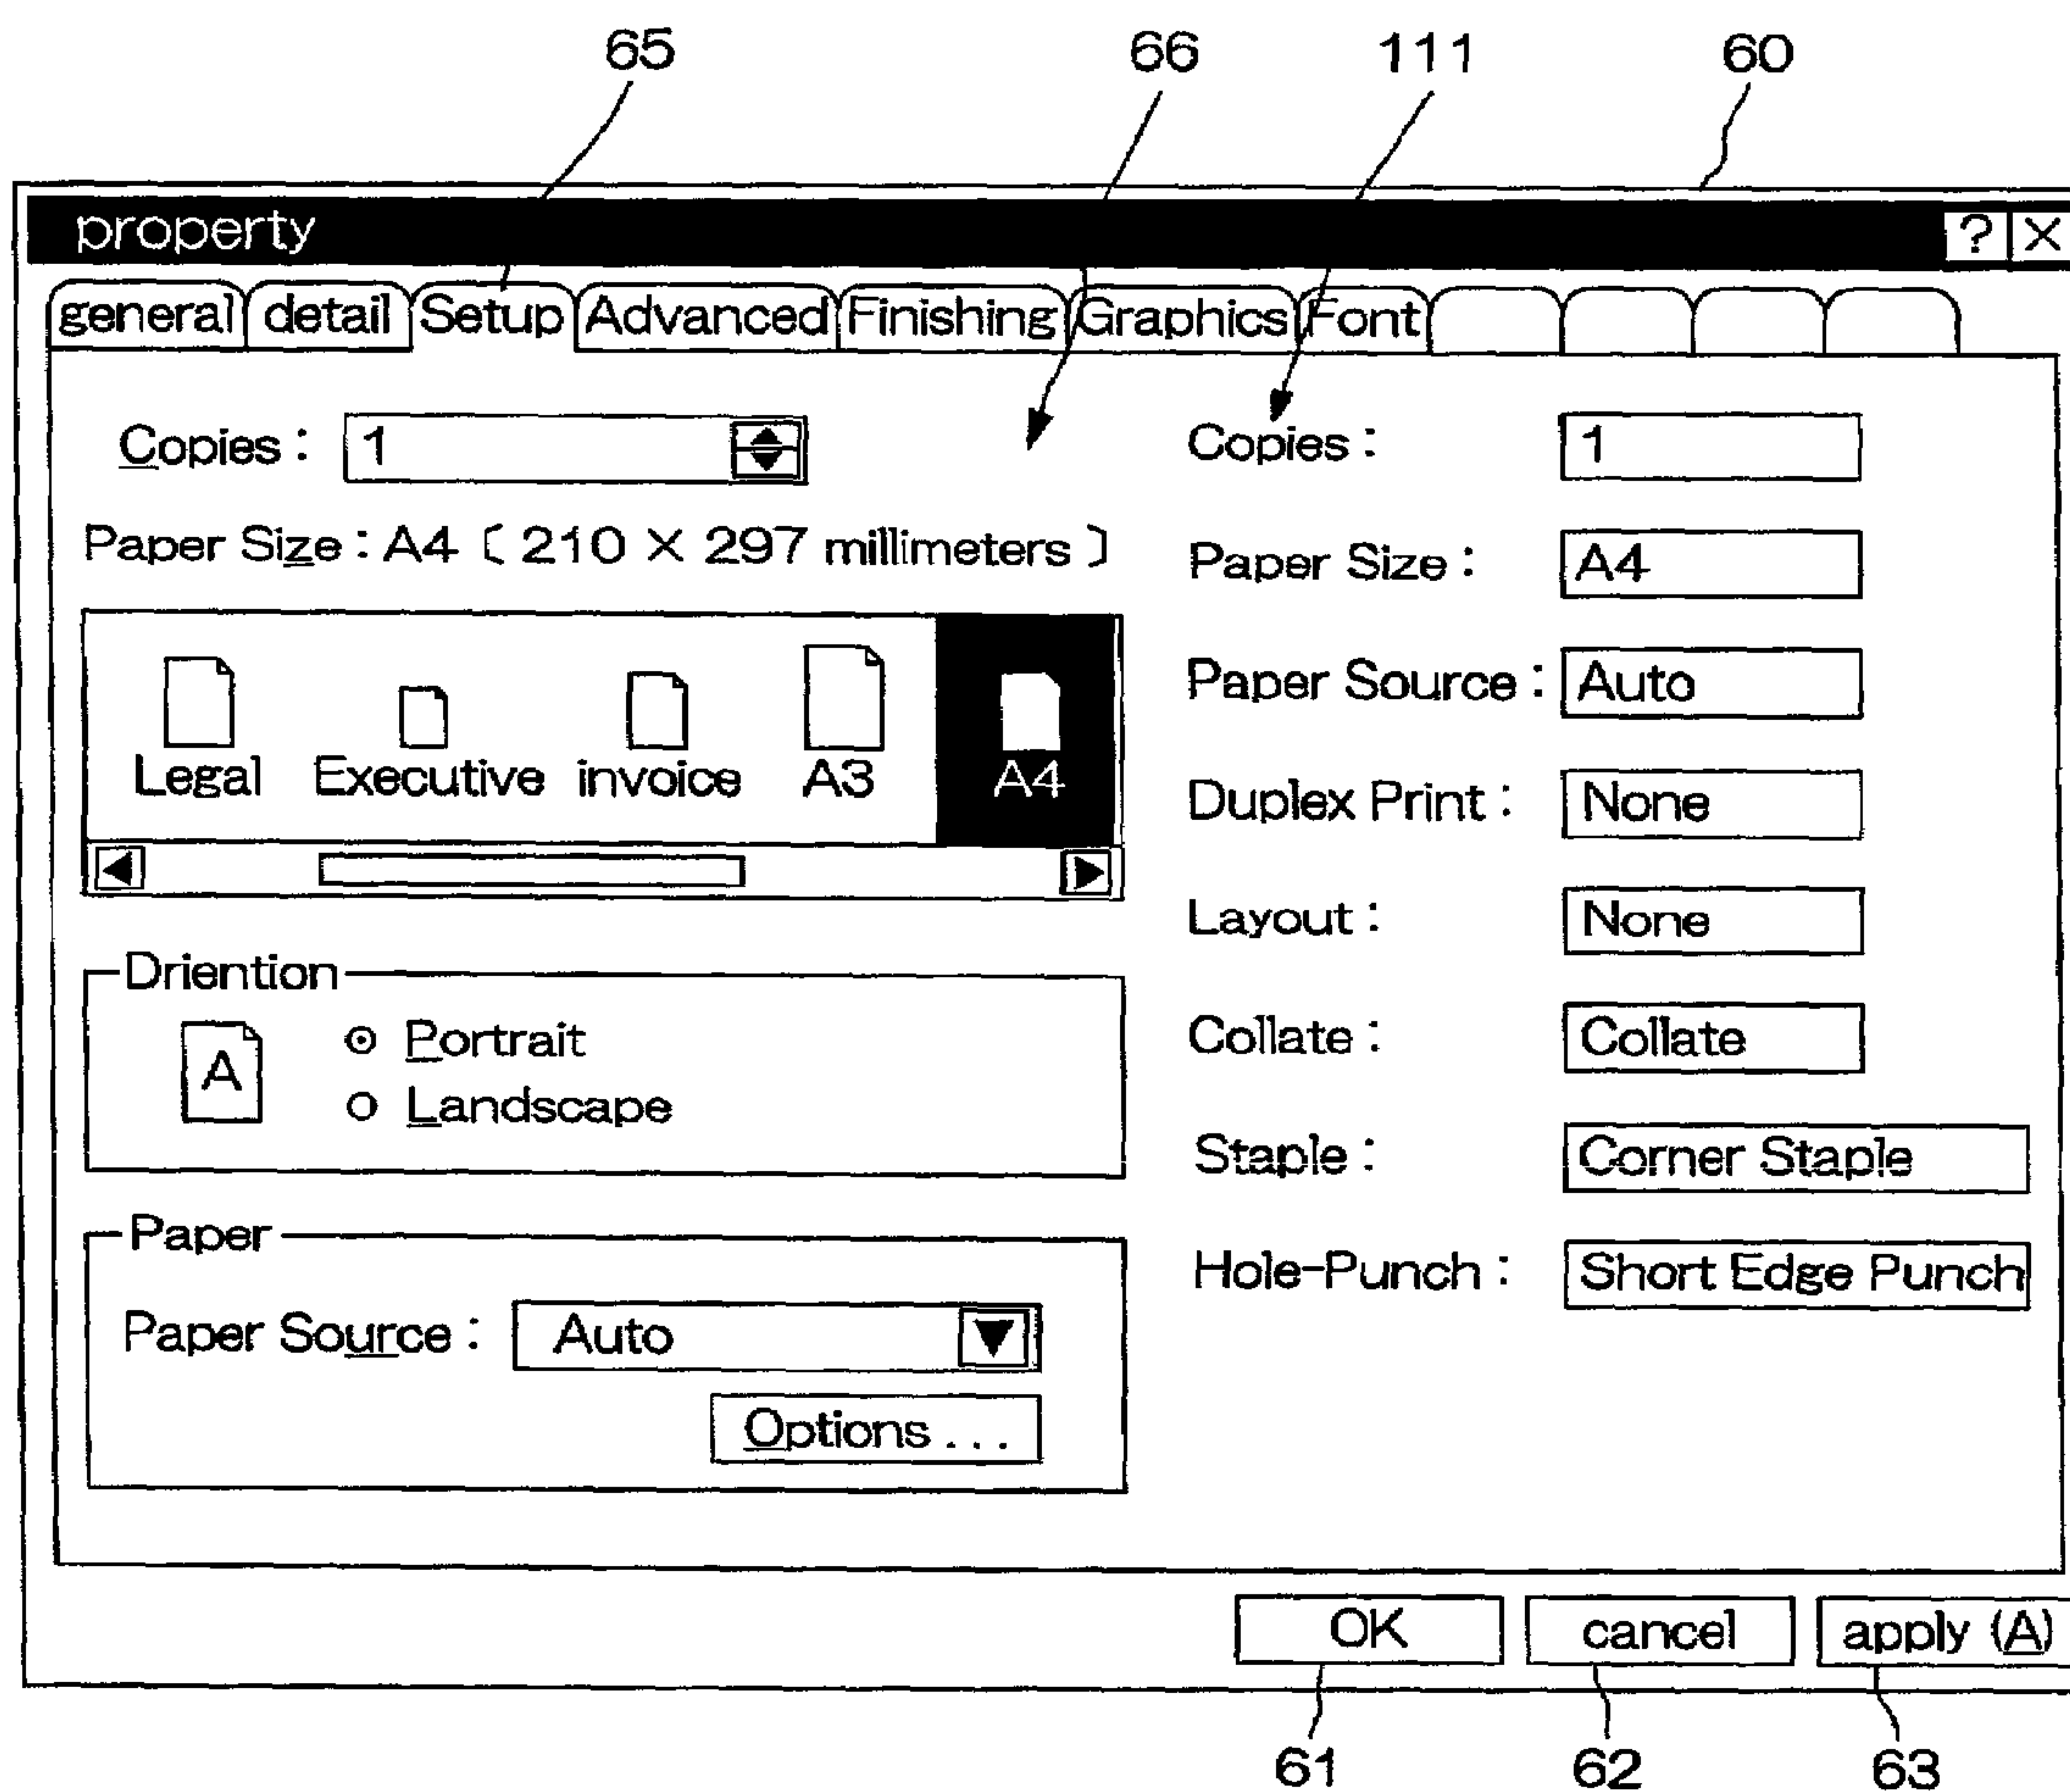 65 66 111 60
property ? ×
general detail Setup Advanced Finishing Graphics Font
Copies : 1
Paper Size : A4 〔 210 × 297 millimeters 〕
Legal Executive invoice A3 A4
Driention
A
Portrait
Landscape
Paper
Paper Source : Auto
Options ...
Copies : 1
Paper Size : A4
Paper Source : Auto
Duplex Print : None
Layout : None
Collate : Collate
Staple : Corner Staple
Hole-Punch : Short Edge Punch
OK cancel apply (A)
61 62 63